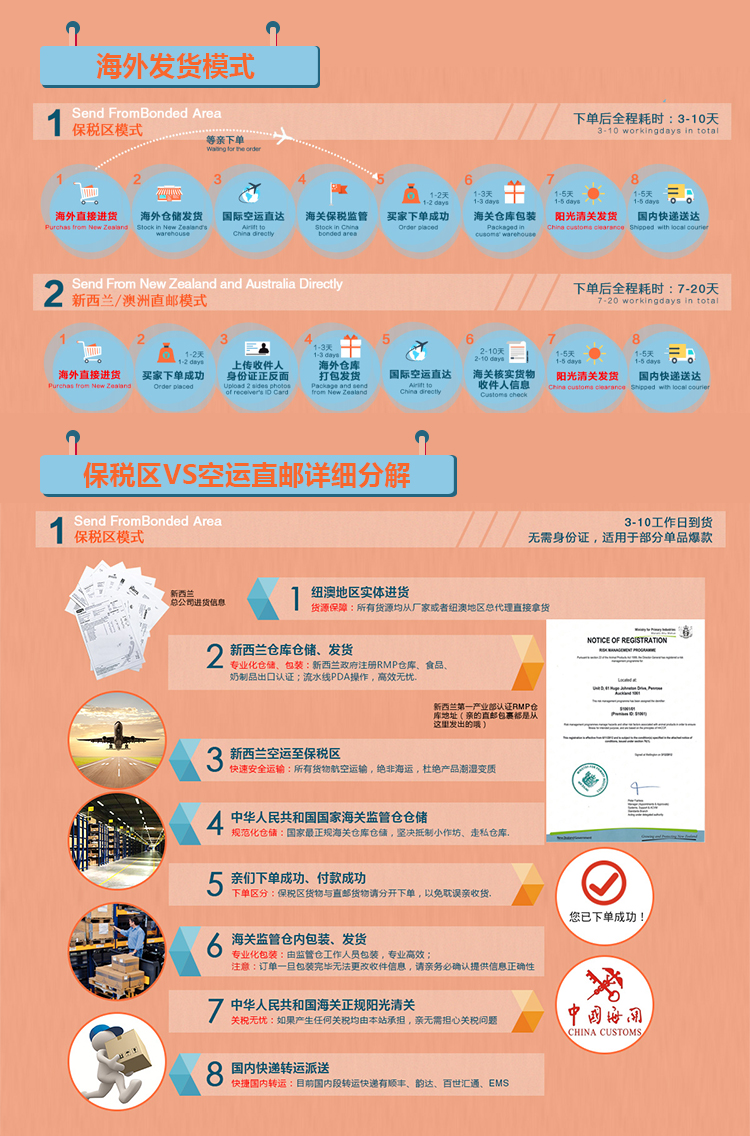 海外发货模式
1
Send FromBonded Area
保税区模式
下单后全程耗时：3-10天
3-10 workingdays in total
等亲下单
Waiting for the order
1
海外直接进货
Purchas from New Zealand
2
海外仓储发货
Stock in New Zealand's
warehouse
3
国际空运直达
Airlift to
China directly
4
海关保税监管
Stock in China
bonded area
5
1-2天
1-2 days
买家下单成功
Order placed
6
1-3天
1-3 days
海关仓库包装
Packaged in
cusoms' warehouse
7
1-5天
1-5 days
阳光清关发货
China customs clearance
8
1-5天
1-5 days
国内快递送达
Shipped with local courier
2
Send From New Zealand and Australia Directly
新西兰/澳洲直邮模式
下单后全程耗时：7-20天
7-20 workingdays in total
1
海外直接进货
Purchas from New Zealand
2
1-2天
1-2 days
买家下单成功
Order placed
3
上传收件人
身份证正反面
Upload 2 sides photos
of receiver's ID Card
4
1-3天
1-3 days
海外仓库
打包发货
Package and send
from New Zealand
5
国际空运直达
Airlift to
China directly
6
2-10天
2-10 days
海关核实货物
收件人信息
Customs check
7
1-5天
1-5 days
阳光清关发货
China customs clearance
8
1-5天
1-5 days
国内快递送达
Shipped with local courier
保税区VS空运直邮详细分解
1
Send FromBonded Area
保税区模式
3-10工作日到货
无需身份证，适用于部分单品爆款
新西兰
总公司进货信息
1
纽澳地区实体进货
货源保障：所有货源均从厂家或者纽澳地区总代理直接拿货
2
新西兰仓库仓储、发货
专业化仓储、包装：新西兰政府注册RMP仓库、食品、
奶制品出口认证；流水线PDA操作，高效无忧.
Ministry for Primary Industries
NOTICE OF REGISTRATION
RISK MANAGEMENT PROGRAMME
Located at:
Unit D, 51 Hugo Johnston Drive, Penrose
Auckland 1061
新西兰第一产业部认证RMP仓
库地址（亲的直邮包裹都是从
这里发出的哦）
3
新西兰空运至保税区
快速安全运输：所有货物航空运输，绝非海运，杜绝产品潮湿变质
4
中华人民共和国国家海关监管仓仓储
规范化仓储：国家最正规海关仓库仓储，坚决抵制小作坊、走私仓库.
5
亲们下单成功、付款成功
下单区分：保税区货物与直邮货物请分开下单，以免耽误亲收货.
您已下单成功！
6
海关监管仓内包装、发货
专业化包装：由监管仓工作人员包装，专业高效；
注意：订单一旦包装完毕无法更改收件信息，请亲务必确认提供信息正确性
7
中华人民共和国海关正规阳光清关
关税无忧：如果产生任何关税均由本站承担，亲无需担心关税问题
中國海關
CHINA CUSTOMS
8
国内快递转运派送
快捷国内转运：目前国内段转运快递有顺丰、韵达、百世汇通、EMS